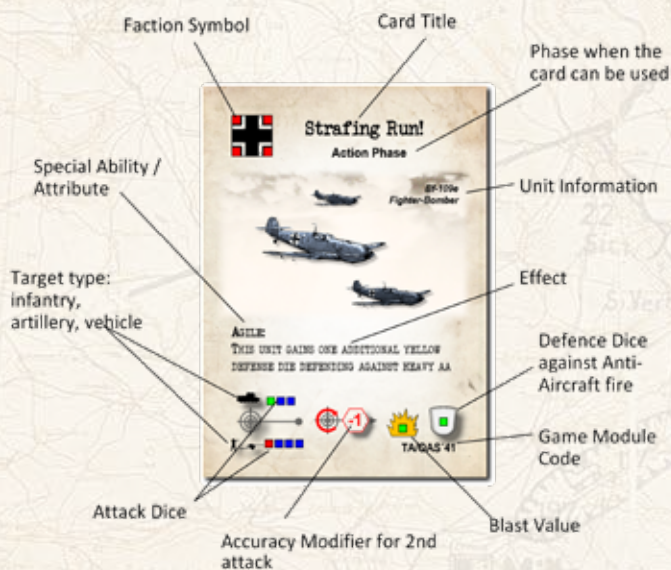 Faction Symbol
Card Title
Phase when the
card can be used
Strafing Run!
Action Phase
Special Ability /
Attribute
Bf-109e
Fighter-Bomber
Unit Information
Target type:
infantry,
artillery, vehicle
Effect
AGILE:
THIS UNIT GAINS ONE ADDITIONAL YELLOW
DEFENSE DIE DEFENDING AGAINST HEAVY AA
Defence Dice
against Anti-
Aircraft fire
-1
TA/OAS'41
Game Module
Code
Attack Dice
Blast Value
Accuracy Modifier for 2nd
attack